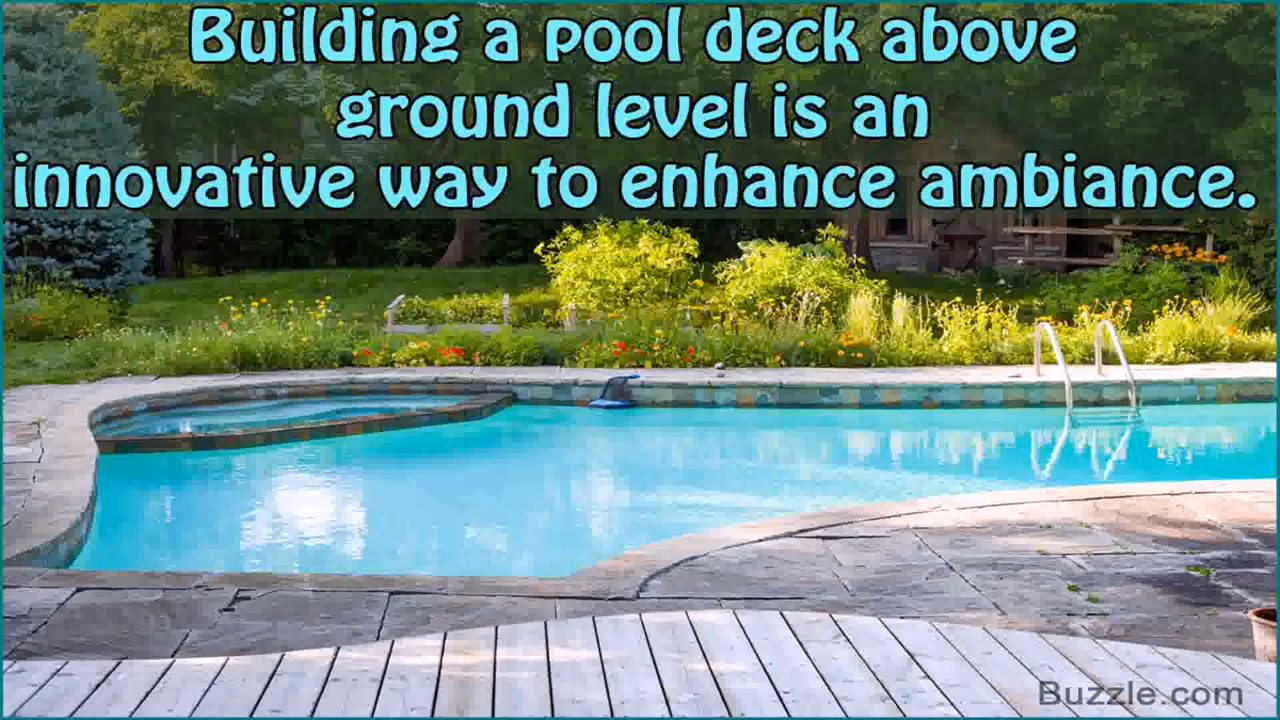 Building a pool deck above
ground level is an
innovative way to enhance ambiance.
Buzzle.com